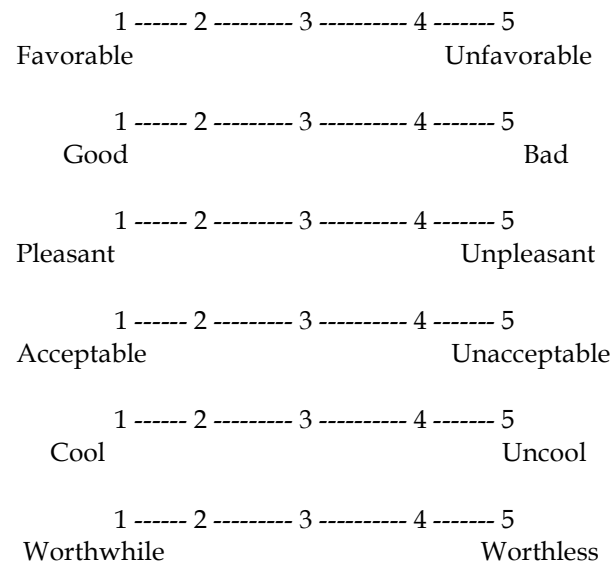 1 ------ 2 --------- 3 ---------- 4 ------- 5
Favorable Unfavorable
1 ------ 2 --------- 3 ---------- 4 ------- 5
Good Bad
1 ------ 2 --------- 3 ---------- 4 ------- 5
Pleasant Unpleasant
1 ------ 2 --------- 3 ---------- 4 ------- 5
Acceptable Unacceptable
1 ------ 2 --------- 3 ---------- 4 ------- 5
Cool Uncool
1 ------ 2 --------- 3 ---------- 4 ------- 5
Worthwhile Worthless